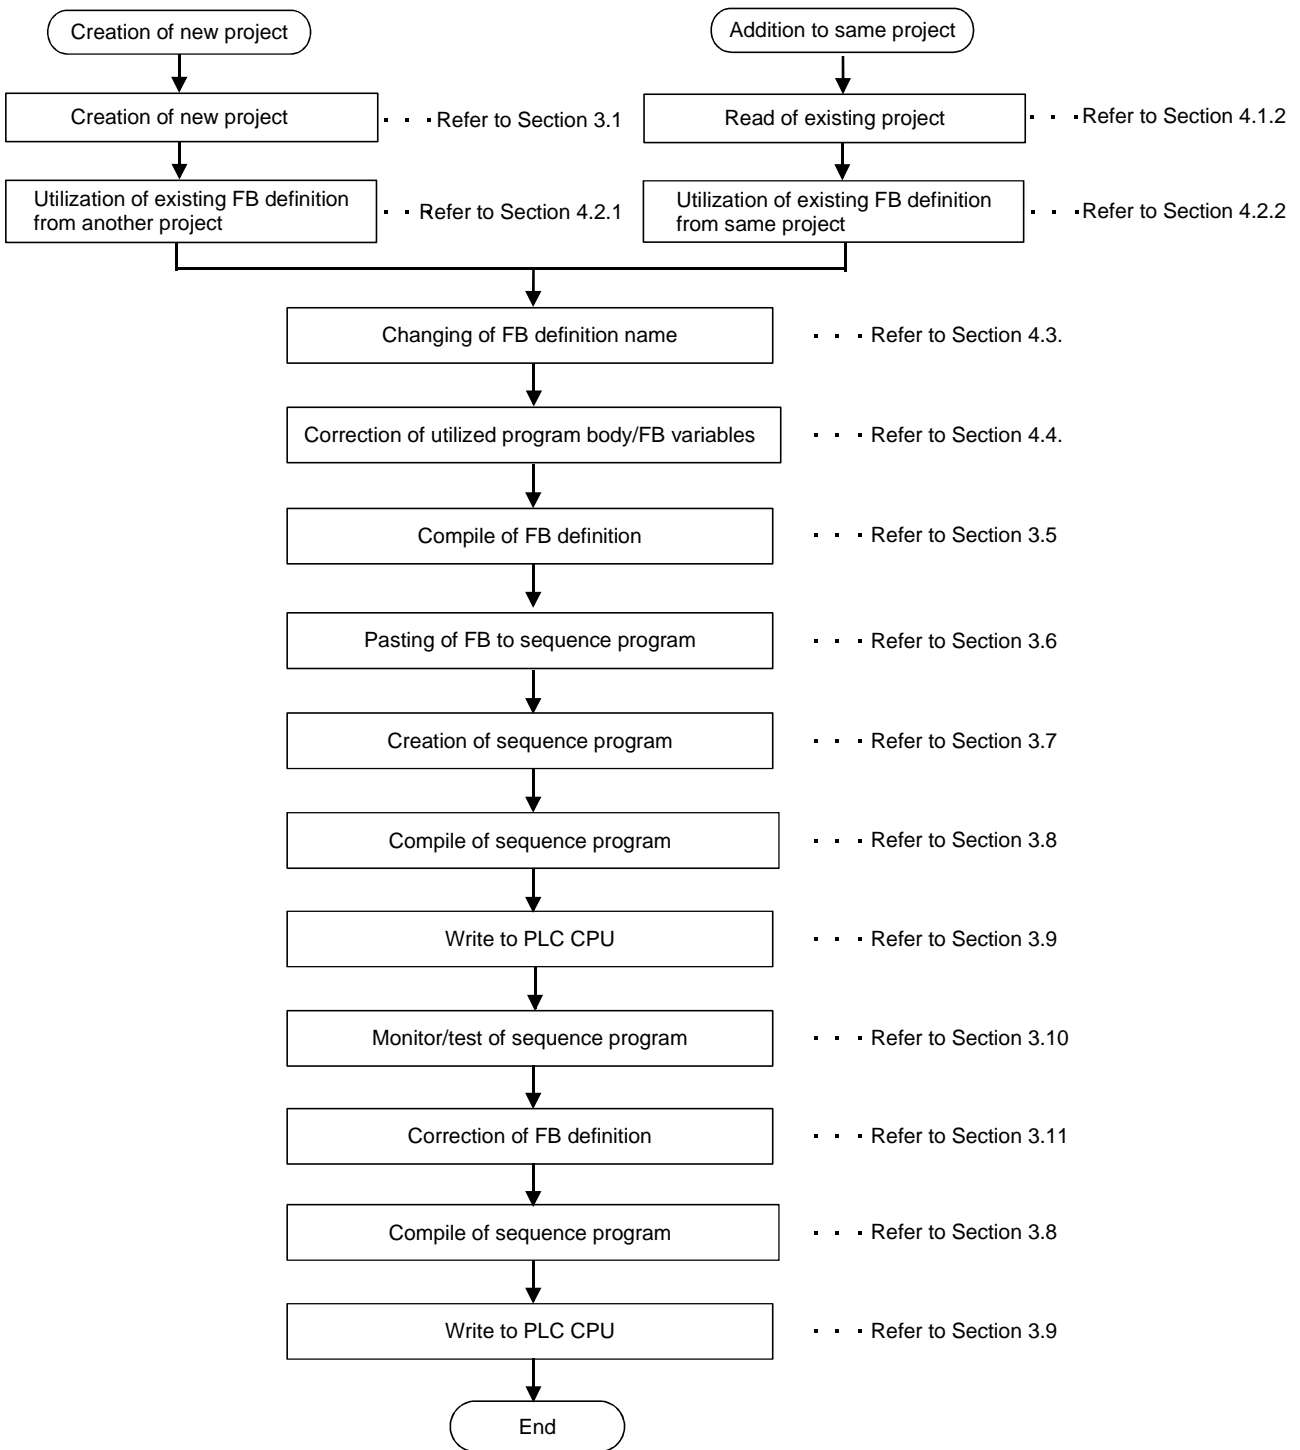 Creation of new project
Addition to same project
Creation of new project
· · · Refer to Section 3.1
Read of existing project
· · · Refer to Section 4.1.2
Utilization of existing FB definition
from another project
· · · Refer to Section 4.2.1
Utilization of existing FB definition
from same project
· · · Refer to Section 4.2.2
Changing of FB definition name
· · · Refer to Section 4.3.
Correction of utilized program body/FB variables
· · · Refer to Section 4.4.
Compile of FB definition
· · · Refer to Section 3.5
Pasting of FB to sequence program
· · · Refer to Section 3.6
Creation of sequence program
· · · Refer to Section 3.7
Compile of sequence program
· · · Refer to Section 3.8
Write to PLC CPU
· · · Refer to Section 3.9
Monitor/test of sequence program
· · · Refer to Section 3.10
Correction of FB definition
· · · Refer to Section 3.11
Compile of sequence program
· · · Refer to Section 3.8
Write to PLC CPU
· · · Refer to Section 3.9
End